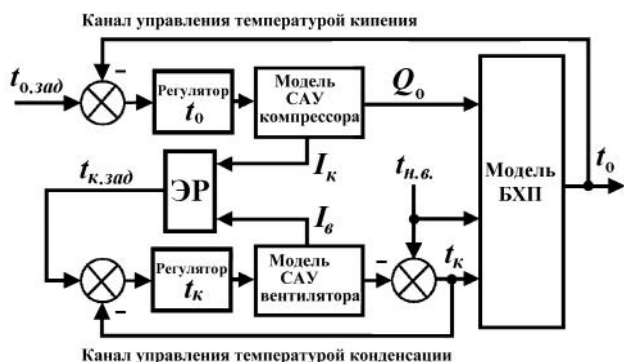 Канал управления температурой кипения
t₀.зад
–
Регулятор
t₀
Модель
САУ
компрессора
Q₀
Модель
БХП
t₀
tк.зад
ЭР
Iк
tн.в.
Iв
–
Регулятор
tк
Модель
САУ
вентилятора
–
tк
–
Канал управления температурой конденсации